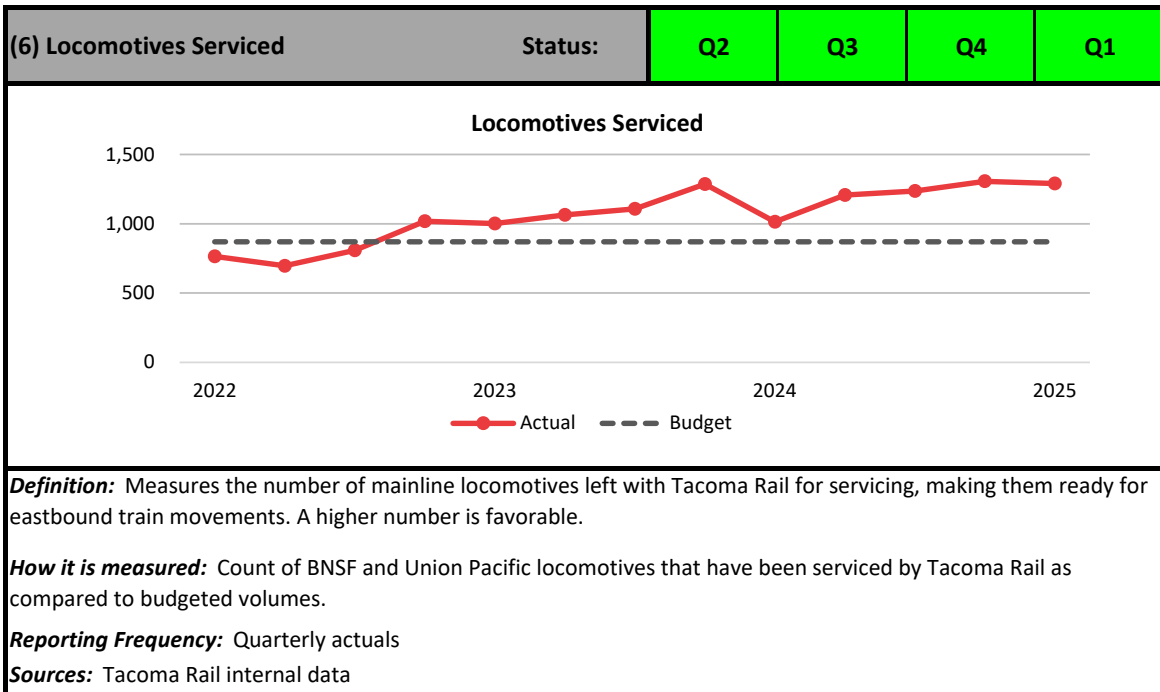 (6) Locomotives Serviced Status: Q2 Q3 Q4 Q1
Locomotives Serviced
1,500
1,000
500
0
2022 2023 2024 2025
Actual Budget
Definition: Measures the number of mainline locomotives left with Tacoma Rail for servicing, making them ready for
eastbound train movements. A higher number is favorable.
How it is measured: Count of BNSF and Union Pacific locomotives that have been serviced by Tacoma Rail as
compared to budgeted volumes.
Reporting Frequency: Quarterly actuals
Sources: Tacoma Rail internal data